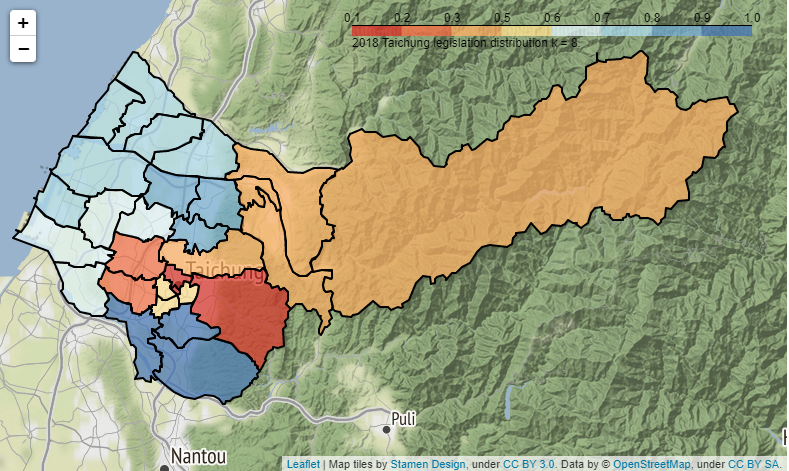 +
−
0.1 0.2 0.3 0.5 0.6 0.7 0.8 0.9 1.0
2018 Taichung legislation distribution k = 8
Taichung
Puli
Nantou
H
Leaflet | Map tiles by Stamen Design, under CC BY 3.0. Data by © OpenStreetMap, under CC BY SA.